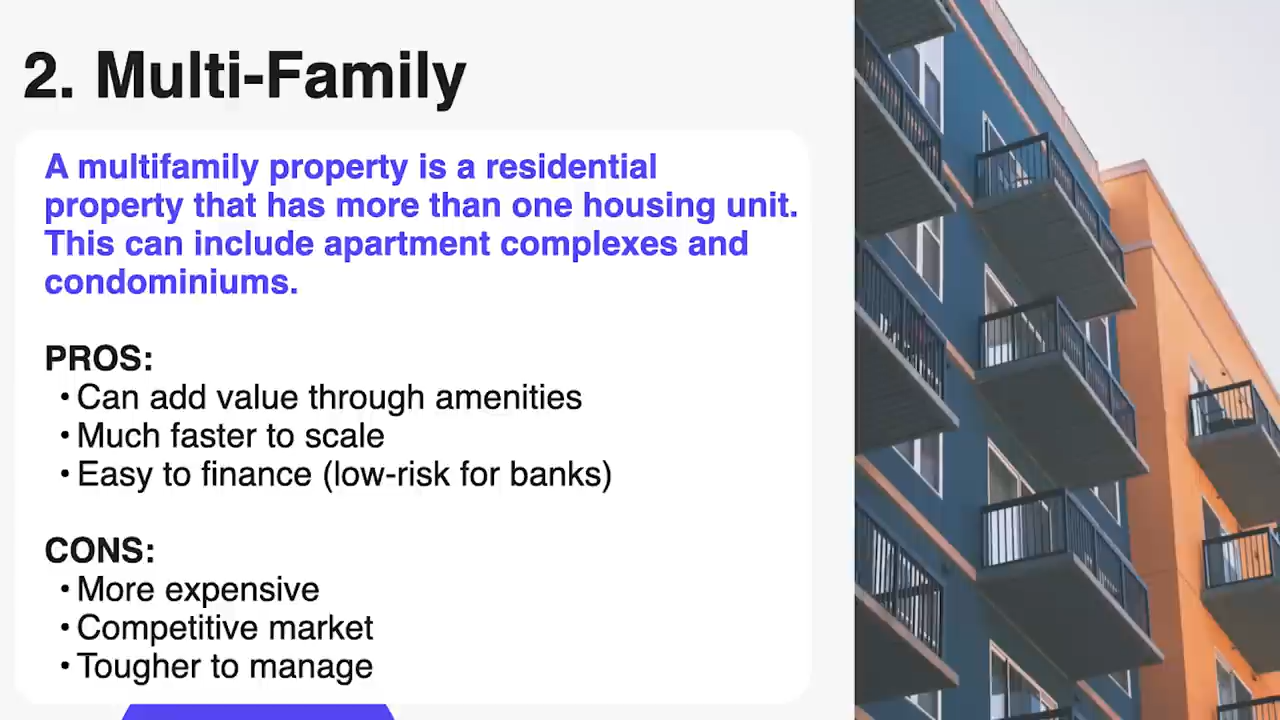 2. Multi-Family
A multifamily property is a residential
property that has more than one housing unit.
This can include apartment complexes and
condominiums.
PROS:
• Can add value through amenities
• Much faster to scale
• Easy to finance (low-risk for banks)
CONS:
• More expensive
• Competitive market
• Tougher to manage